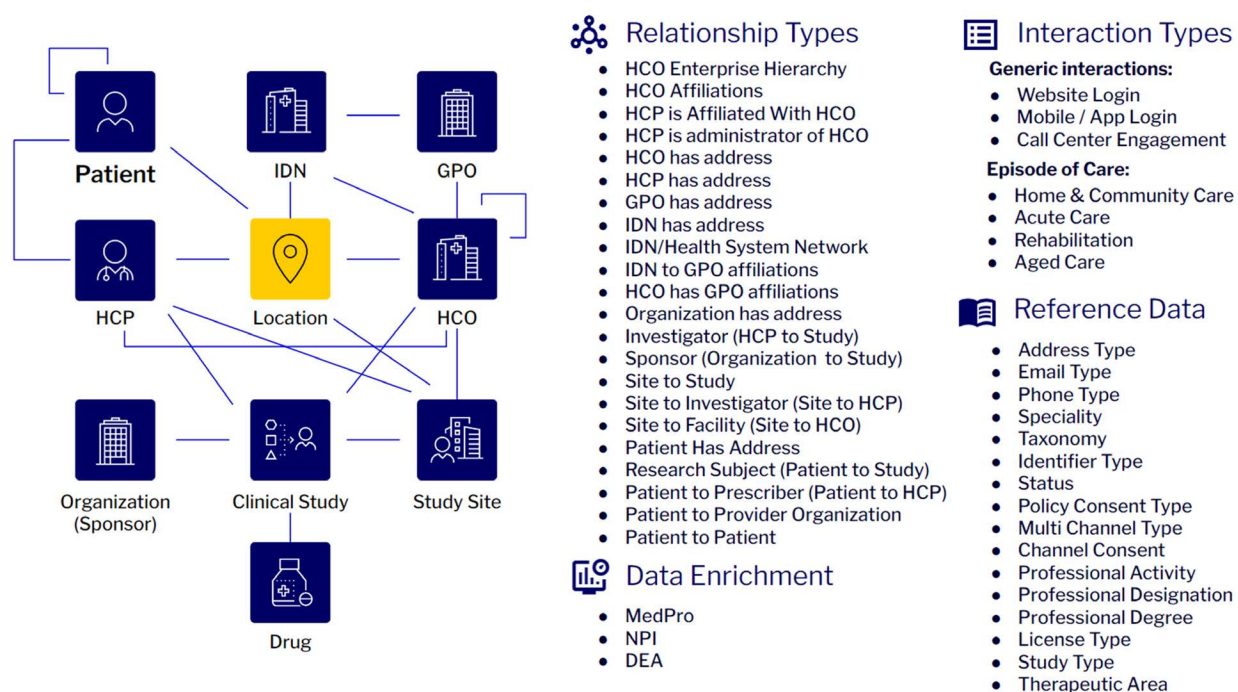 Patient
IDN
GPO
HCP
Location
HCO
Organization
(Sponsor)
Clinical Study
Study Site
Drug
Relationship Types
● HCO Enterprise Hierarchy
● HCO Affiliations
● HCP is Affiliated With HCO
● HCP is administrator of HCO
● HCO has address
● HCP has address
● GPO has address
● IDN has address
● IDN/Health System Network
● IDN to GPO affiliations
● HCO has GPO affiliations
● Organization has address
● Investigator (HCP to Study)
● Sponsor (Organization to Study)
● Site to Study
● Site to Investigator (Site to HCP)
● Site to Facility (Site to HCO)
● Patient Has Address
● Research Subject (Patient to Study)
● Patient to Prescriber (Patient to HCP)
● Patient to Provider Organization
● Patient to Patient
Data Enrichment
● MedPro
● NPI
● DEA
Interaction Types
Generic interactions:
● Website Login
● Mobile / App Login
● Call Center Engagement
Episode of Care:
● Home & Community Care
● Acute Care
● Rehabilitation
● Aged Care
Reference Data
● Address Type
● Email Type
● Phone Type
● Speciality
● Taxonomy
● Identifier Type
● Status
● Policy Consent Type
● Multi Channel Type
● Channel Consent
● Professional Activity
● Professional Designation
● Professional Degree
● License Type
● Study Type
● Therapeutic Area